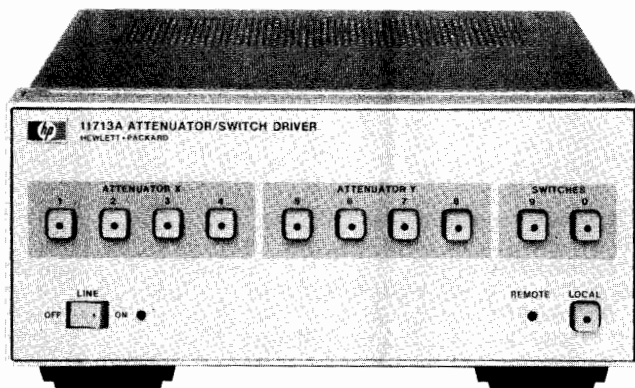 hp
11713A ATTENUATOR/SWITCH DRIVER
HEWLETT • PACKARD
ATTENUATOR X
ATTENUATOR Y
SWITCHES
1 2 3 4 5 6 7 8 9 0
LINE
OFF ON
REMOTE LOCAL